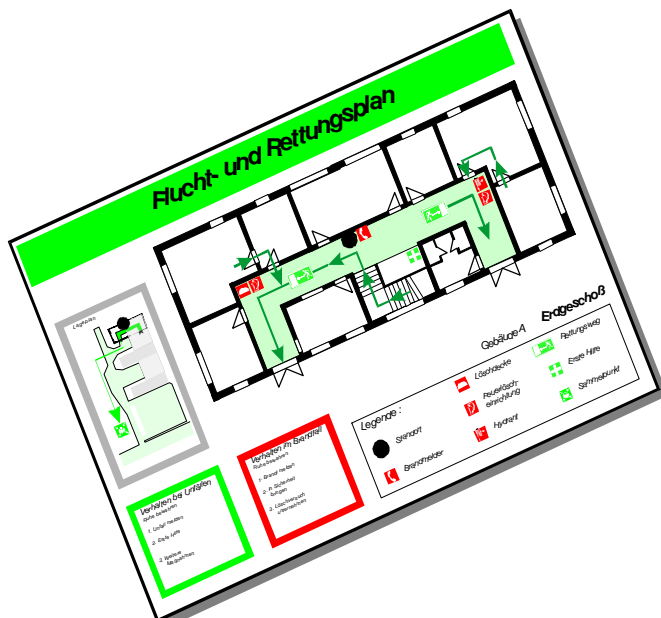 Flucht- und Rettungsplan
Lageplan
Gebäude A
Erdgeschoß
Legende :
Standort
Brandmelder
Löschdecke
Feuerlösch-
einrichtung
Hydrant
Rettungsweg
Erste Hilfe
Sammelpunkt
Verhalten im Brandfall
Ruhe bewahren
1. Brand melden
2. In Sicherheit
bringen
3. Löschversuch
unternehmen
Verhalten bei Unfällen
Ruhe bewahren
1. Unfall melden
2. Erste Hilfe
3. Weitere
Maßnahmen